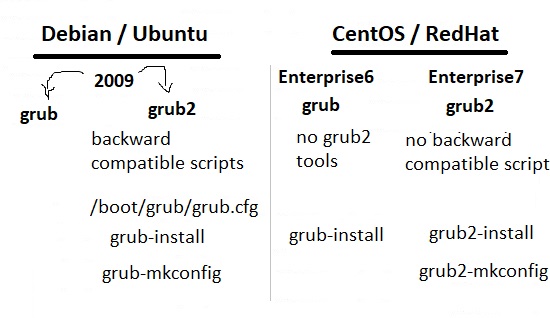 Debian / Ubuntu
2009
grub
grub2
backward
compatible scripts
/boot/grub/grub.cfg
grub-install
grub-mkconfig
CentOS / RedHat
Enterprise6
grub
no grub2
tools
grub-install
Enterprise7
grub2
no backward
compatible script
grub2-install
grub2-mkconfig